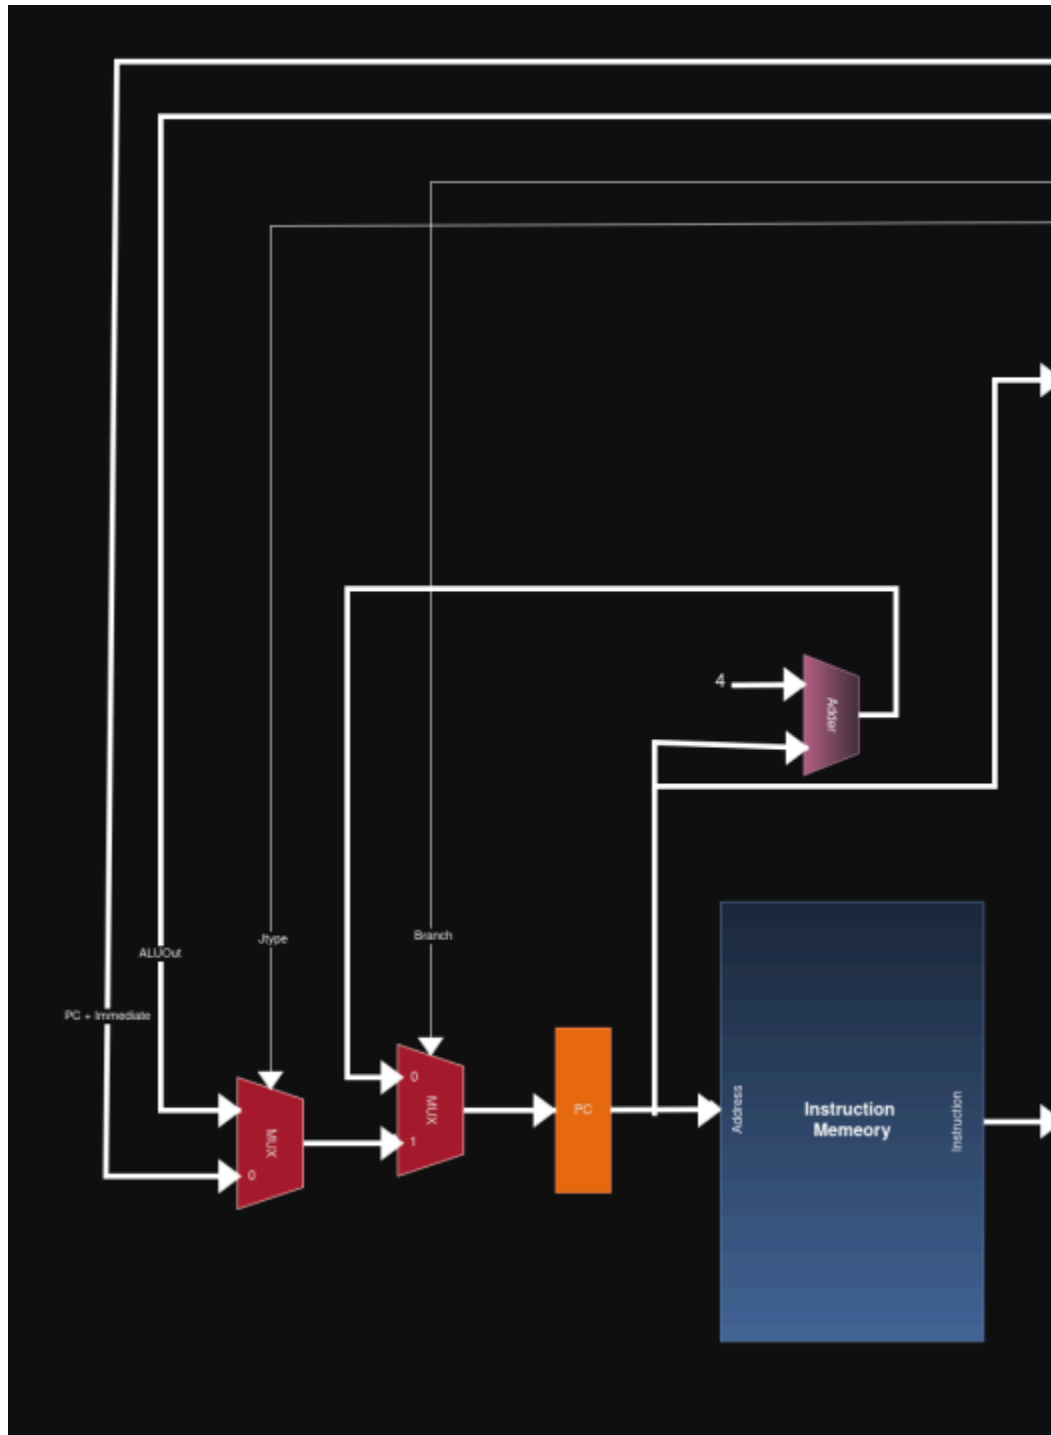 4
Adder
Jtype
Branch
ALUOut
PC + Immediate
0
MUX
1
MUX
0
PC
Address
Instruction
Memeory
Instruction